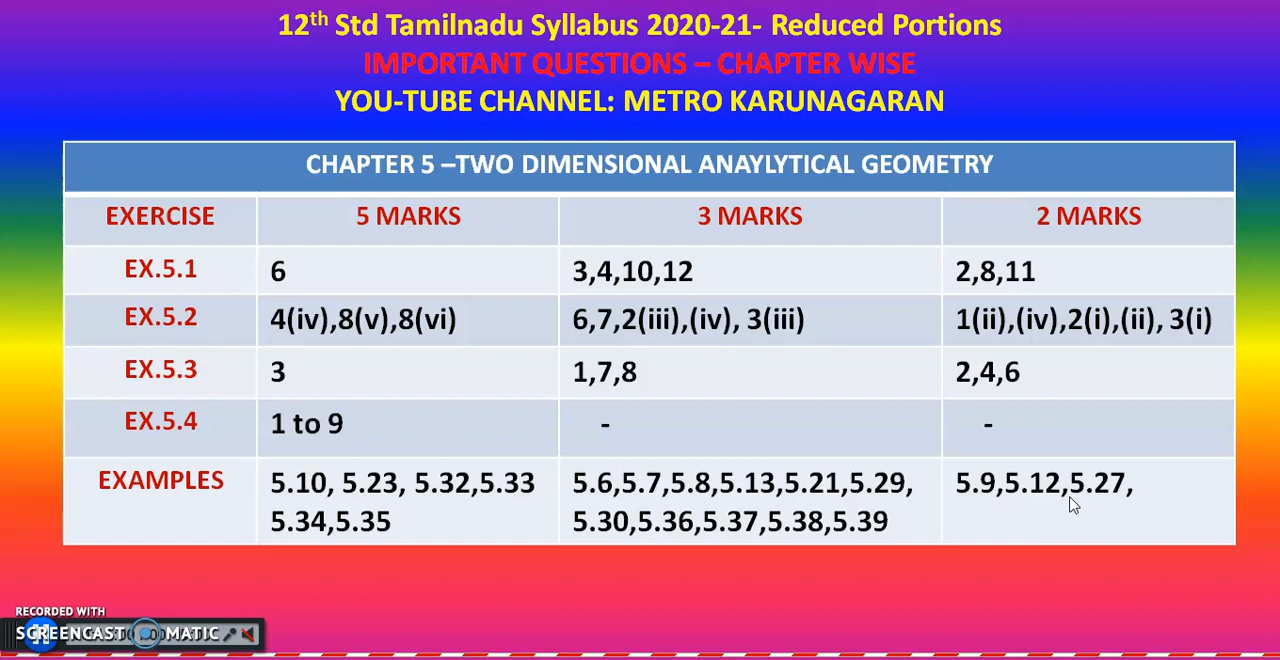 12th Std Tamilnadu Syllabus 2020-21- Reduced Portions
IMPORTANT QUESTIONS – CHAPTER WISE
YOU-TUBE CHANNEL: METRO KARUNAGARAN
CHAPTER 5 –TWO DIMENSIONAL ANAYLYTICAL GEOMETRY
EXERCISE 5 MARKS 3 MARKS 2 MARKS
EX.5.1 6 3,4,10,12 2,8,11
EX.5.2 4(iv),8(v),8(vi) 6,7,2(iii),(iv), 3(iii) 1(ii),(iv),2(i),(ii), 3(i)
EX.5.3 3 1,7,8 2,4,6
EX.5.4 1 to 9 - -
EXAMPLES 5.10, 5.23, 5.32,5.33 5.6,5.7,5.8,5.13,5.21,5.29, 5.9,5.12,5.27,
5.34,5.35 5.30,5.36,5.37,5.38,5.39
RECORDED WITH
SCREENCAST MATIC